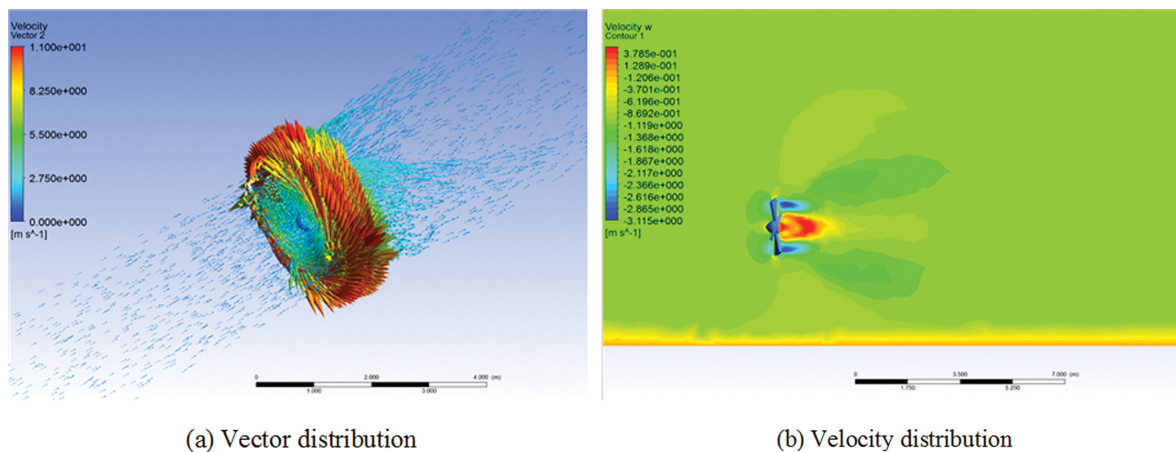 Velocity
Vector 2
1.100e+001
8.250e+000
5.500e+000
2.750e+000
0.000e+000
[m s^-1]
0 2.000 4.000 (m)
1.000 3.000
(a) Vector distribution
Velocity w
Contour 1
3.785e-001
1.289e-001
-1.206e-001
-3.701e-001
-6.196e-001
-8.692e-001
-1.119e+000
-1.368e+000
-1.618e+000
-1.867e+000
-2.117e+000
-2.366e+000
-2.616e+000
-2.865e+000
-3.115e+000
[m s^-1]
0 3.500 7.000 (m)
1.750 5.250
(b) Velocity distribution